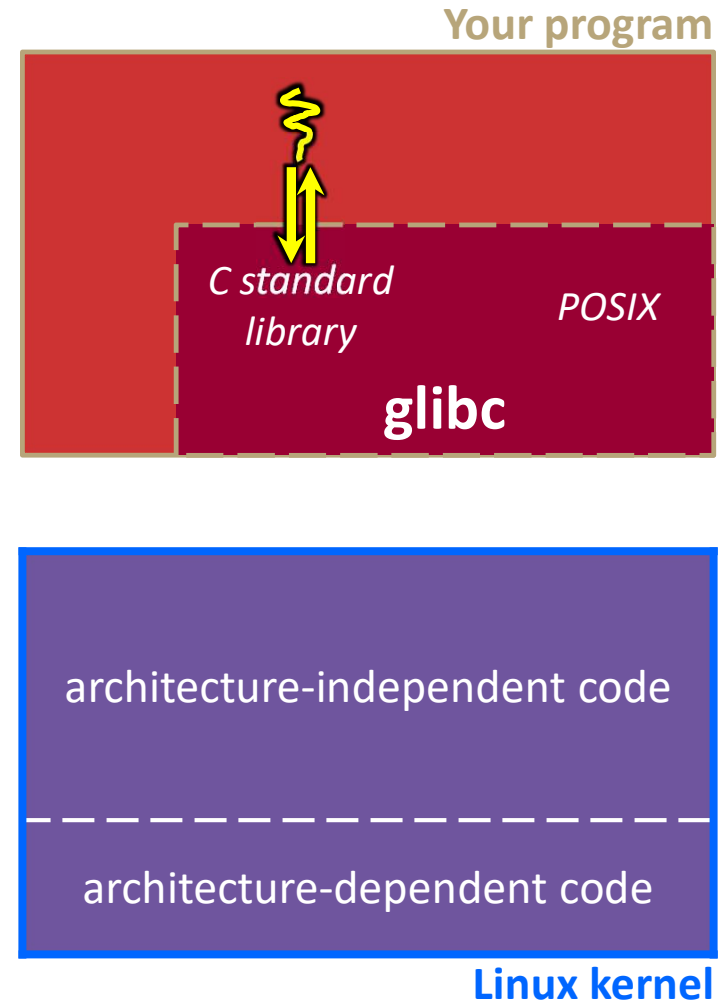 Your program
C standard
library
POSIX
glibc
architecture-independent code
architecture-dependent code
Linux kernel